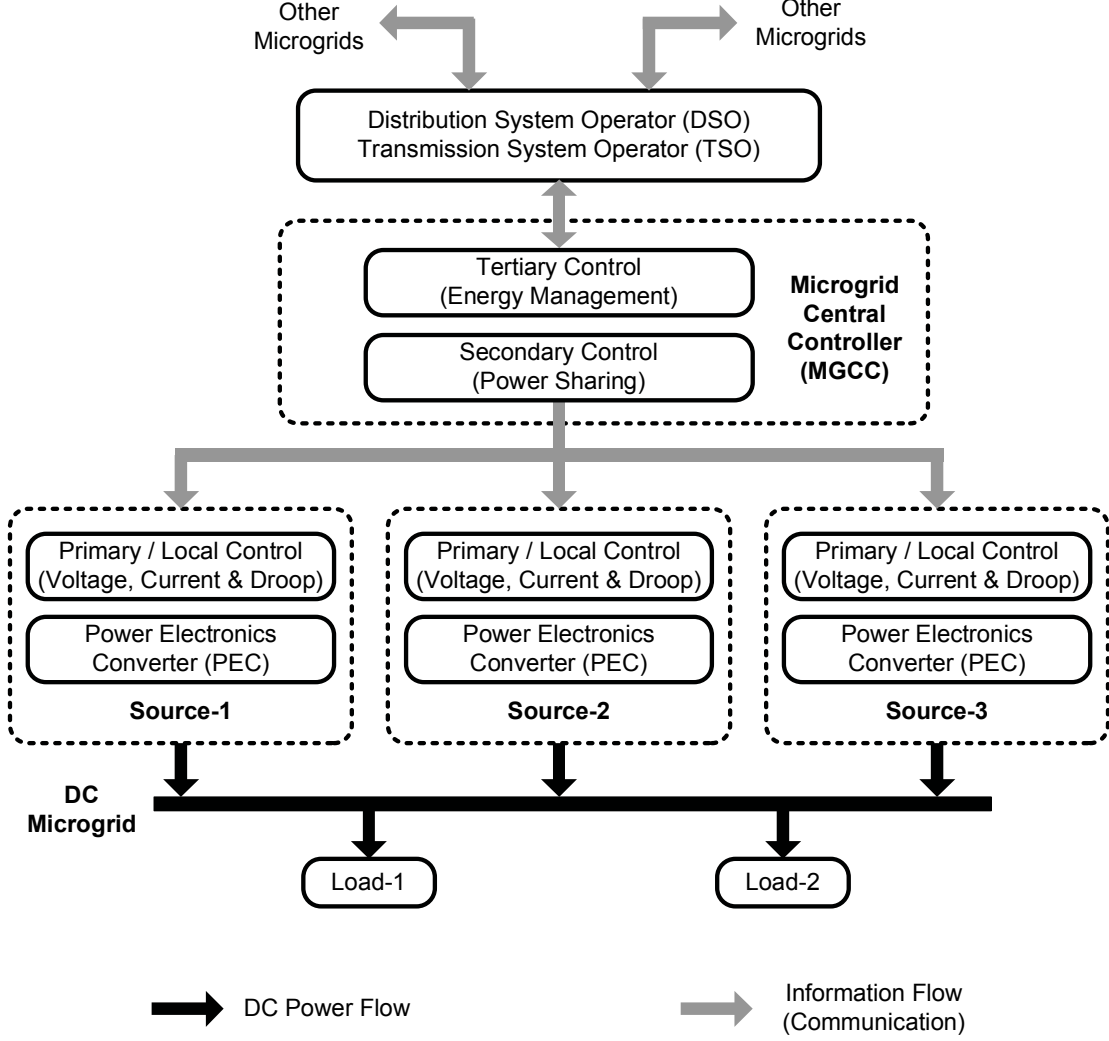 Other
Microgrids
Other
Microgrids
Distribution System Operator (DSO)
Transmission System Operator (TSO)
Tertiary Control
(Energy Management)
Microgrid
Central
Controller
(MGCC)
Secondary Control
(Power Sharing)
Primary / Local Control
(Voltage, Current & Droop)
Power Electronics
Converter (PEC)
Source-1
Primary / Local Control
(Voltage, Current & Droop)
Power Electronics
Converter (PEC)
Source-2
Primary / Local Control
(Voltage, Current & Droop)
Power Electronics
Converter (PEC)
Source-3
DC
Microgrid
Load-1
Load-2
DC Power Flow
Information Flow
(Communication)